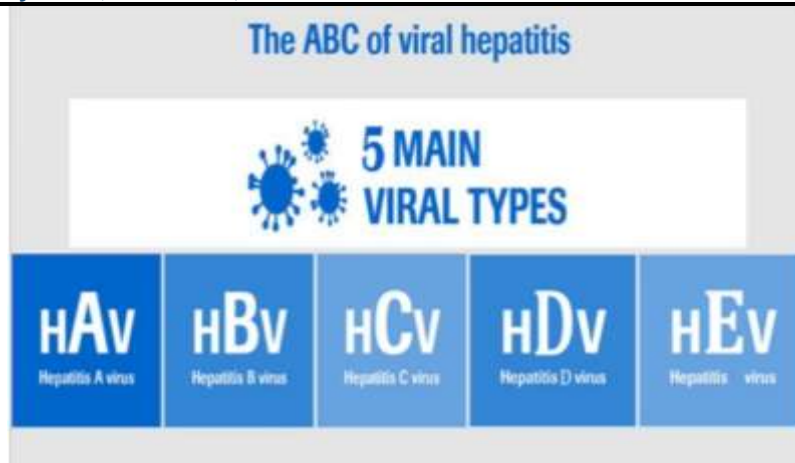 The ABC of viral hepatitis
5 MAIN
VIRAL TYPES
HAV
Hepatitis A virus
HBV
Hepatitis B virus
HCV
Hepatitis C virus
HDV
Hepatitis D virus
HEV
Hepatitis virus